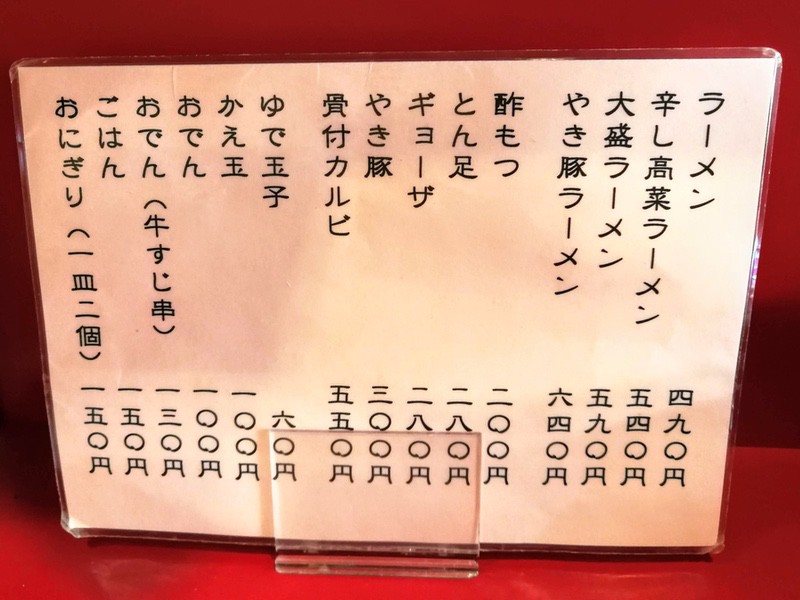 ラーメン 四九〇円
辛し高菜ラーメン 五四〇円
大盛ラーメン 五九〇円
やき豚ラーメン 六四〇円
酢もつ 二〇〇円
とん足 二八〇円
ギョーザ 二八〇円
やき豚 三〇〇円
骨付カルビ 五五〇円
ゆで玉子 六〇円
かえ玉 一〇〇円
おでん 一〇〇円
おでん（牛すじ串） 一三〇円
ごはん 一五〇円
おにぎり（一皿二個） 一五〇円